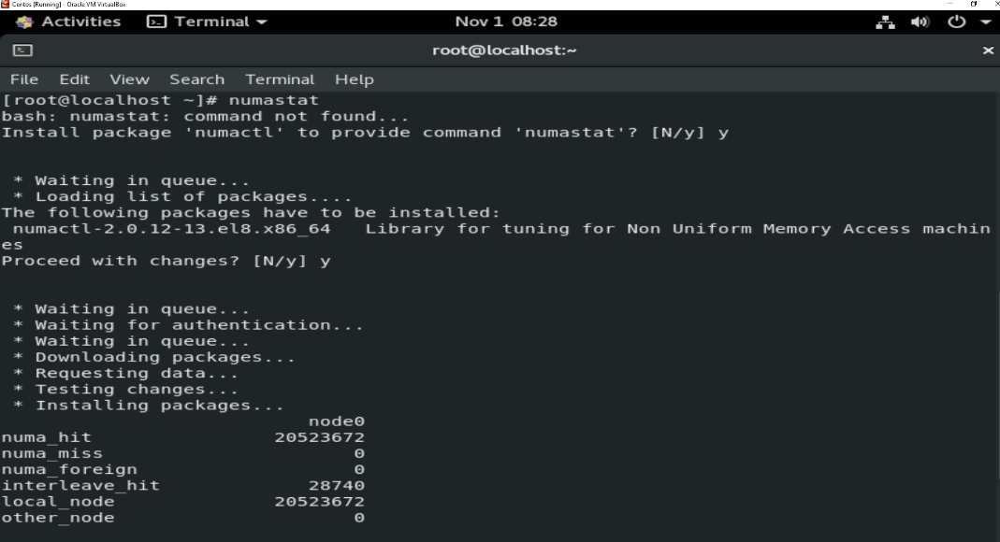 Centos [Running] - Oracle VM VirtualBox
Activities Terminal Nov 1 08:28
root@localhost:~
File Edit View Search Terminal Help
[root@localhost ~]# numastat
bash: numastat: command not found...
Install package 'numactl' to provide command 'numastat'? [N/y] y
* Waiting in queue...
* Loading list of packages....
The following packages have to be installed:
numactl-2.0.12-13.el8.x86_64 Library for tuning for Non Uniform Memory Access machin
es
Proceed with changes? [N/y] y
* Waiting in queue...
* Waiting for authentication...
* Waiting in queue...
* Downloading packages...
* Requesting data...
* Testing changes...
* Installing packages...
node0
numa_hit 20523672
numa_miss 0
numa_foreign 0
interleave_hit 28740
local_node 20523672
other_node 0